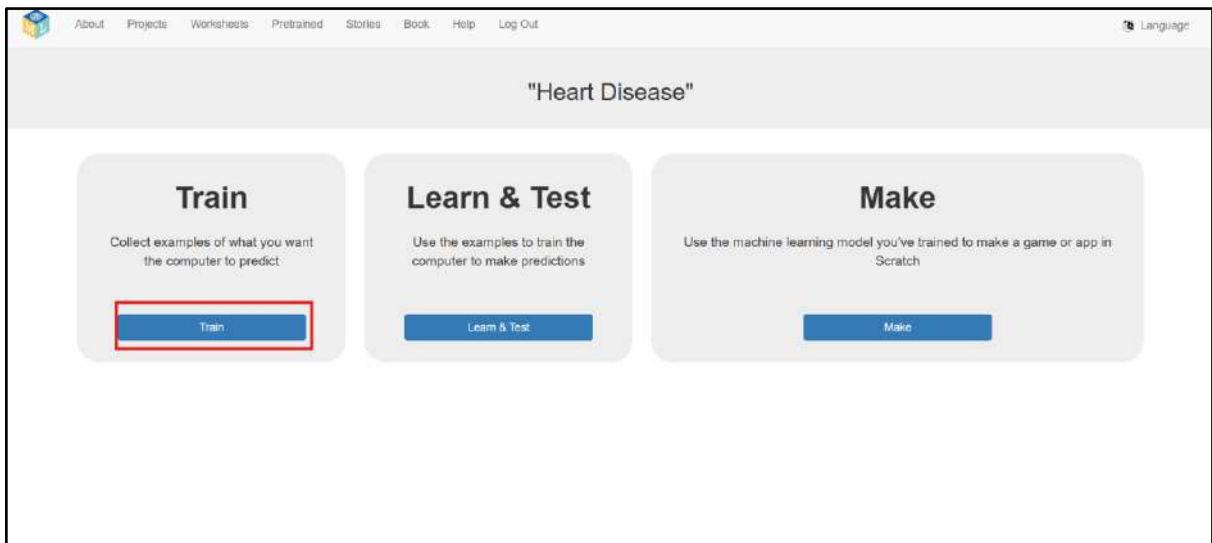 About Projects Worksheets Pretrained Stories Book Help Log Out Language
"Heart Disease"
Train
Collect examples of what you want
the computer to predict
Train
Learn & Test
Use the examples to train the
computer to make predictions
Learn & Test
Make
Use the machine learning model you've trained to make a game or app in
Scratch
Make